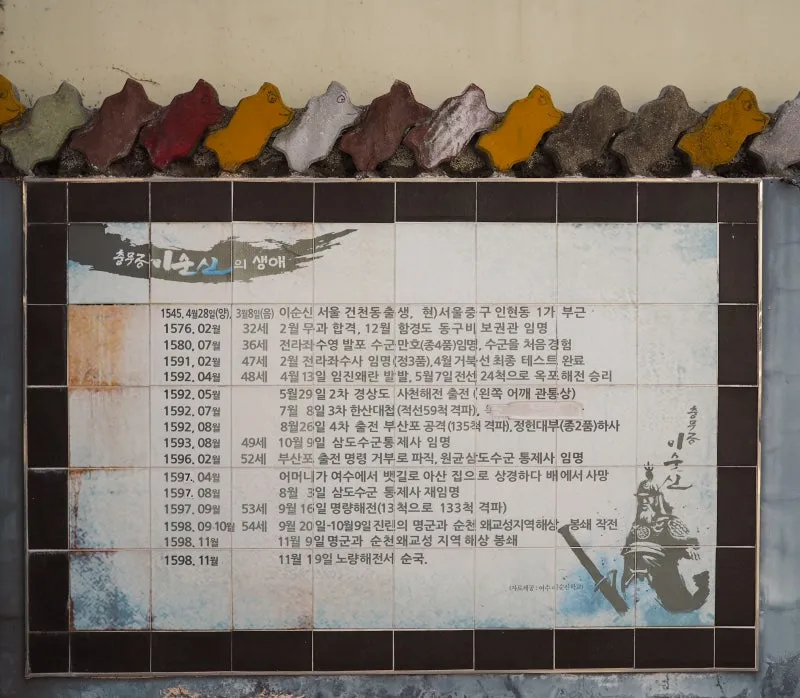 충무공 이순신의 생애
1545. 4월28일(양), 3월8일(음) 이순신 서울 건천동출생, 현)서울중구 인현동 1가 부근
1576. 02월 32세 2월 무과 합격, 12월 함경도 동구비 보권관 임명
1580. 07월 36세 전라좌수영 발포 수군만호(종4품)임명, 수군을 처음 경험
1591. 02월 47세 2월 전라좌수사 임명(정3품),4월 거북선 최종 테스트 완료
1592. 04월 48세 4월 13일 임진왜란 발발, 5월7일 전선 24척으로 옥포해전 승리
1592. 05월 5월29일 2차 경상도 사천해전 출전 (왼쪽 어깨 관통상)
1592. 07월 7월 8일 3차 한산대첩(적선59척 격파),
1592. 08월 8월26일 4차 출전 부산포 공격(135척 격파),정헌대부(종2품)하사
1593. 08월 49세 10월 9일 삼도수군통제사 임명
1596. 02월 52세 부산포 출전 명령 거부로 파직, 원균삼도수군 통제사 임명
1597. 04월 어머니가 여수에서 뱃길로 아산 집으로 상경하다 배에서 사망
1597. 08월 8월 3일 삼도수군 통제사 재임명
1597. 09월 53세 9월 16일 명량해전(13척으로 133척 격파)
1598. 09·10월 54세 9월 20일-10월9일진린의 명군과 순천 왜교성지역해상 봉쇄 작전
1598. 11월 11월 9일 명군과 순천왜교성 지역 해상 봉쇄
1598. 11월 11월 19일 노량해전서 순국.
충무공
이순신
(자료제공 : 여수 이순신학교)